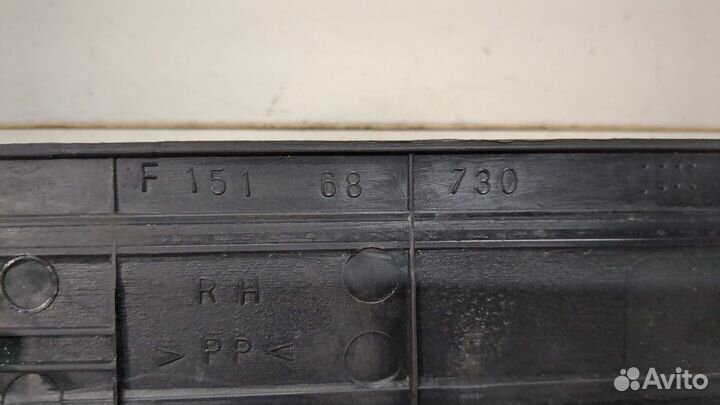 F 151 68 730
RH
>PP<
Avito